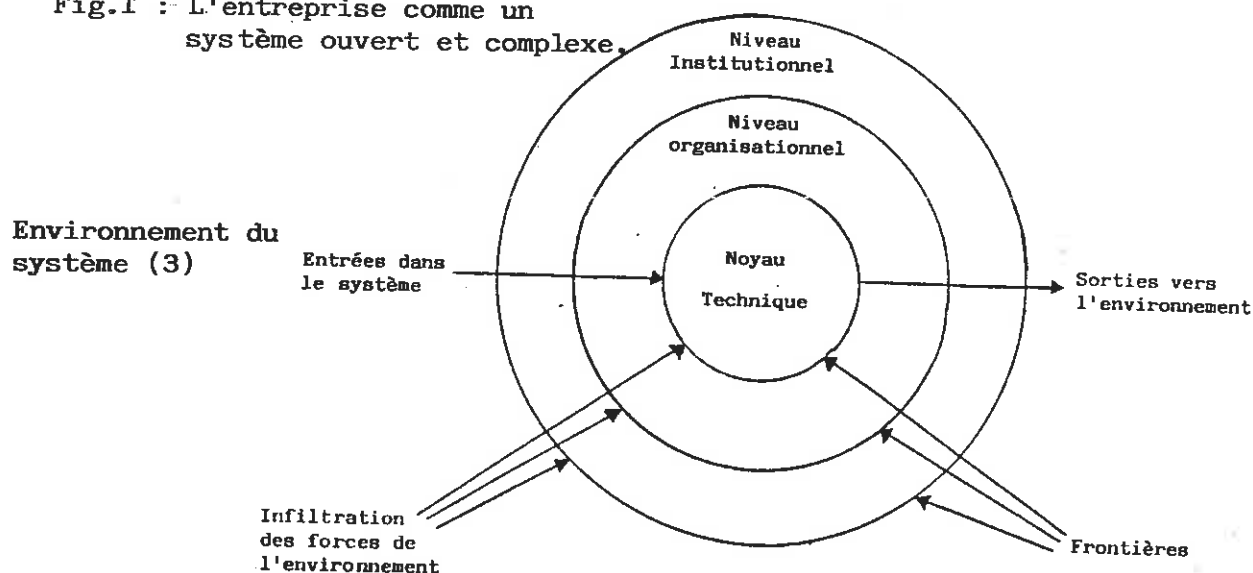 Fig.1 : L'entreprise comme un
système ouvert et complexe.
Niveau
Institutionnel
Niveau
organisationnel
Environnement du
système (3)
Entrées dans
le système
Noyau
Technique
Sorties vers
l'environnement
Infiltration
des forces de
l'environnement
Frontières